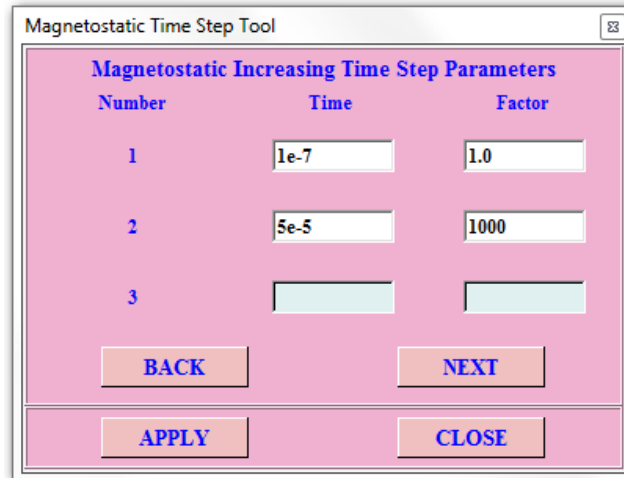 Magnetostatic Time Step Tool
Magnetostatic Increasing Time Step Parameters
Number Time Factor
1 1e-7 1.0
2 5e-5 1000
3
BACK NEXT
APPLY CLOSE